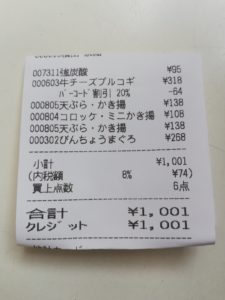 007311強炭酸 ¥95
000603牛チーズプルコギ ¥318
バーコード割引 20% -64
000805天ぷら・かき揚 ¥138
000804コロッケ・ミニかき揚 ¥108
000805天ぷら・かき揚 ¥138
000302びんちょうまぐろ ¥268
小計 ¥1,001
(内税額 8% ¥74)
買上点数 6点
合計 ¥1,001
クレジット ¥1,001